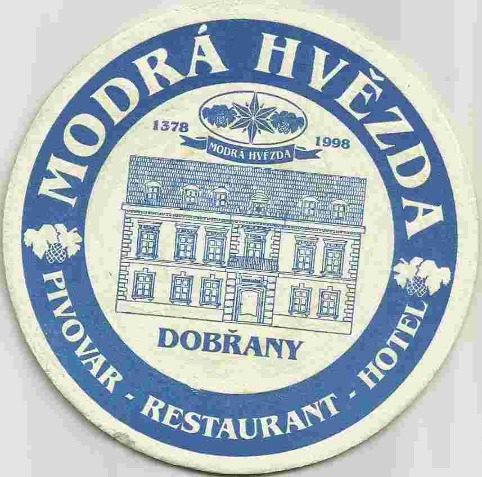 MODRÁ HVĚZDA
1378
1998
MODRÁ HVĚZDA
DOBŘANY
PIVOVAR - RESTAURANT - HOTEL